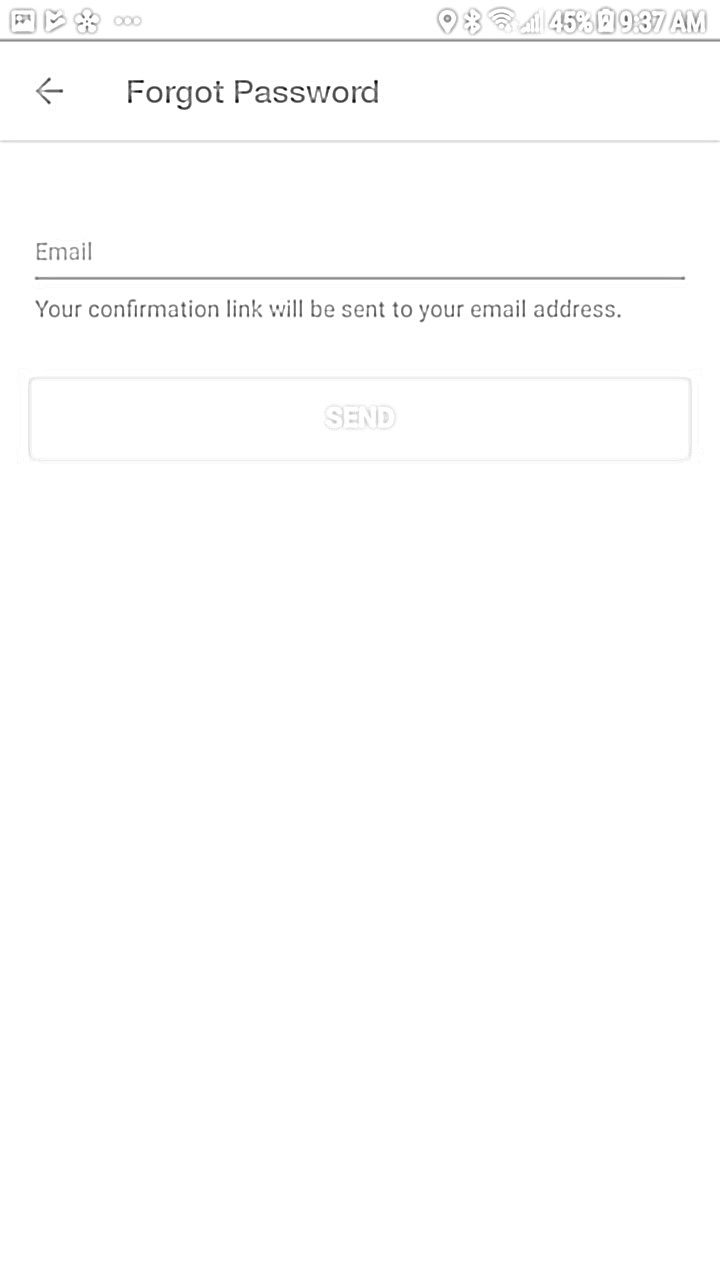 45% 9:37 AM
Forgot Password
Email
Your confirmation link will be sent to your email address.
SEND